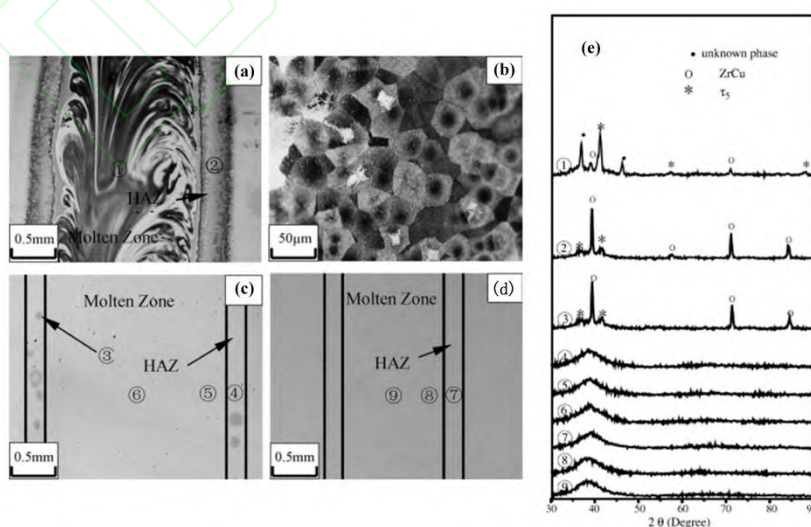 (a)
①
②
HAZ
Molten Zone
0.5mm
(b)
50μm
(c)
Molten Zone
③
HAZ
⑥ ⑤ ④
0.5mm
(d)
Molten Zone
HAZ
⑨ ⑧ ⑦
0.5mm
(e)
• unknown phase
o ZrCu
* τ5
①
②
③
④
⑤
⑥
⑦
⑧
⑨
30 40 60 80
2 θ (Degree)